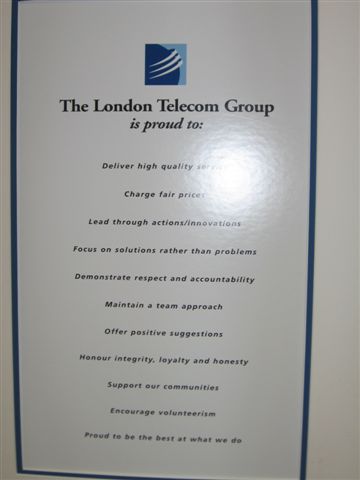 The London Telecom Group
is proud to:
Deliver high quality service
Charge fair prices
Lead through actions/innovations
Focus on solutions rather than problems
Demonstrate respect and accountability
Maintain a team approach
Offer positive suggestions
Honour integrity, loyalty and honesty
Support our communities
Encourage volunteerism
Proud to be the best at what we do